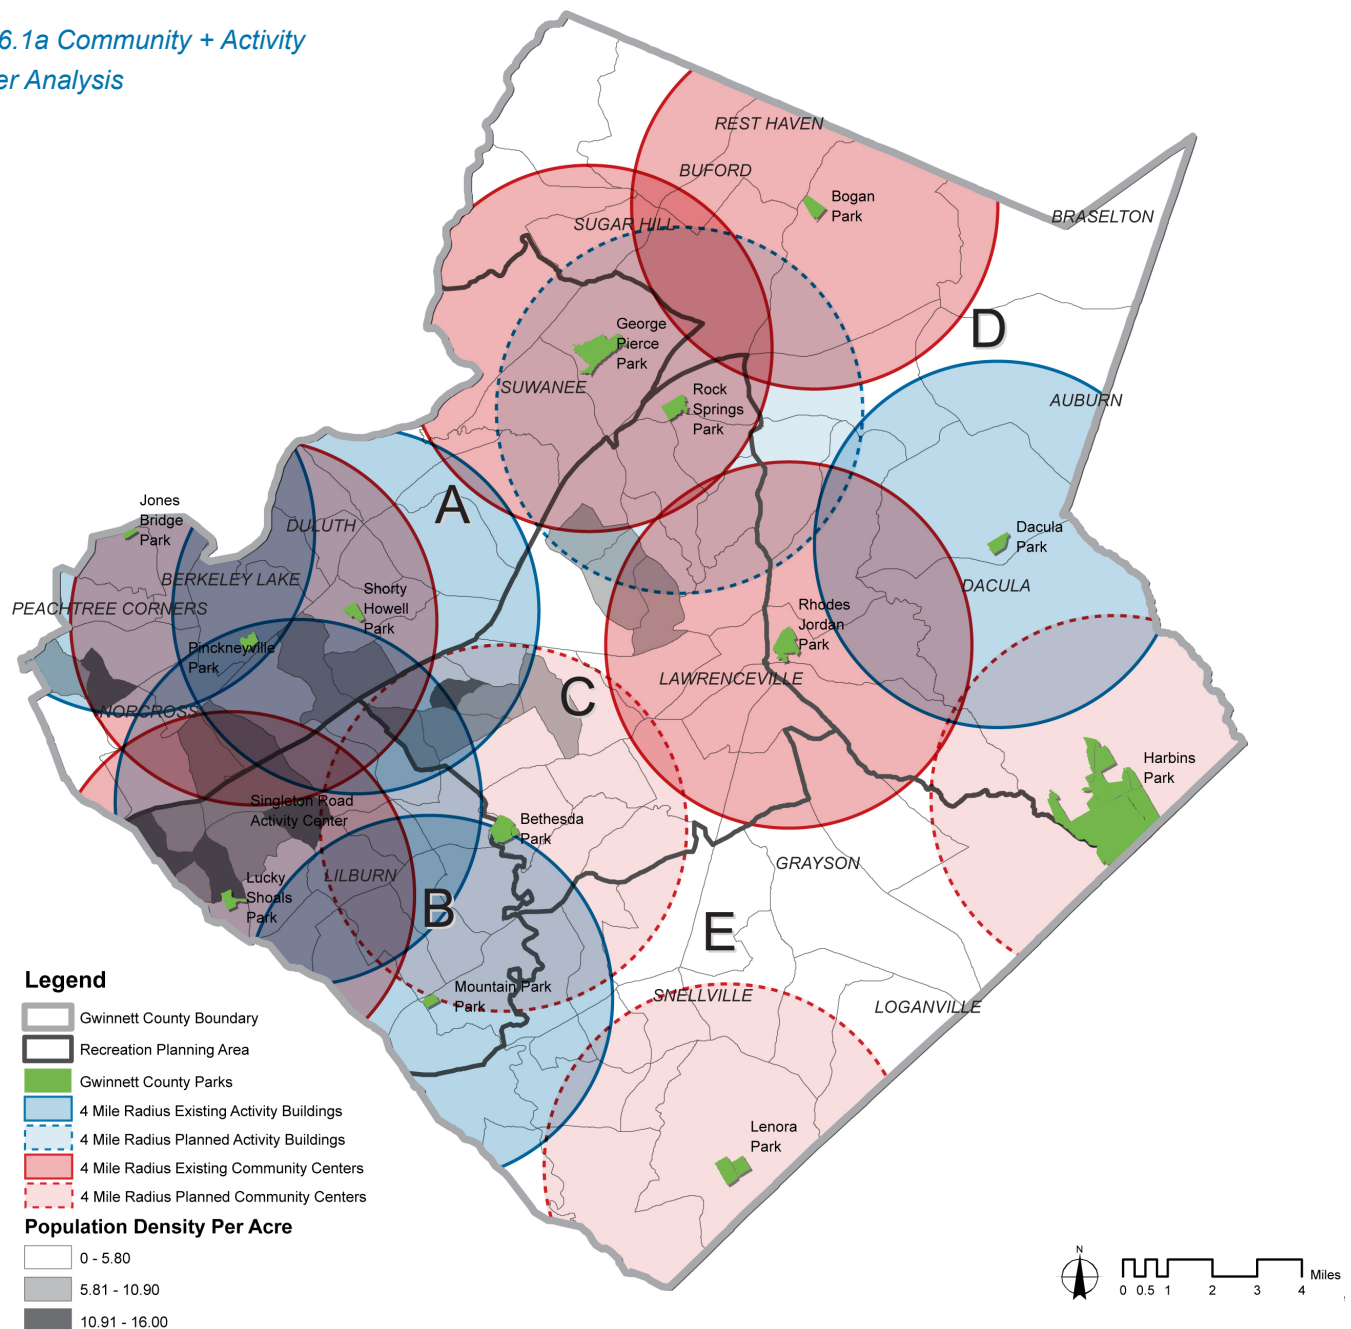 6.1a Community + Activity
er Analysis
REST HAVEN
BUFORD
Bogan
Park
BRASELTON
SUGAR HILL
D
George
Pierce
Park
SUWANEE
Rock
Springs
Park
AUBURN
A
Jones
Bridge
Park
DULUTH
Dacula
Park
BERKELEY LAKE
DACULA
PEACHTREE CORNERS
Shorty
Howell
Park
Rhodes
Jordan
Park
Pinckneyville
Park
LAWRENCEVILLE
C
NORCROSS
Harbins
Park
Singleton Road
Activity Center
Bethesda
Park
GRAYSON
LILBURN
Lucky
Shoals
Park
B
E
Mountain Park
Park
SNELLVILLE
LOGANVILLE
Lenora
Park
Legend
Gwinnett County Boundary
Recreation Planning Area
Gwinnett County Parks
4 Mile Radius Existing Activity Buildings
4 Mile Radius Planned Activity Buildings
4 Mile Radius Existing Community Centers
4 Mile Radius Planned Community Centers
Population Density Per Acre
0 - 5.80
5.81 - 10.90
10.91 - 16.00
N
Miles
0 0.5 1 2 3 4